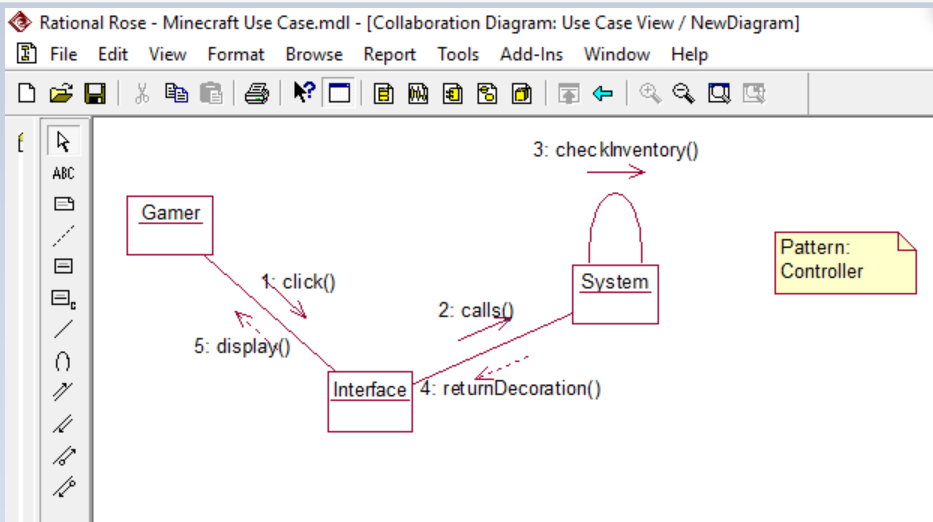 Rational Rose - Minecraft Use Case.mdl - [Collaboration Diagram: Use Case View / NewDiagram]
File Edit View Format Browse Report Tools Add-Ins Window Help
ABC
3: checkInventory()
Gamer
Pattern:
Controller
1: click()
System
2: calls()
5: display()
Interface
4: returnDecoration()